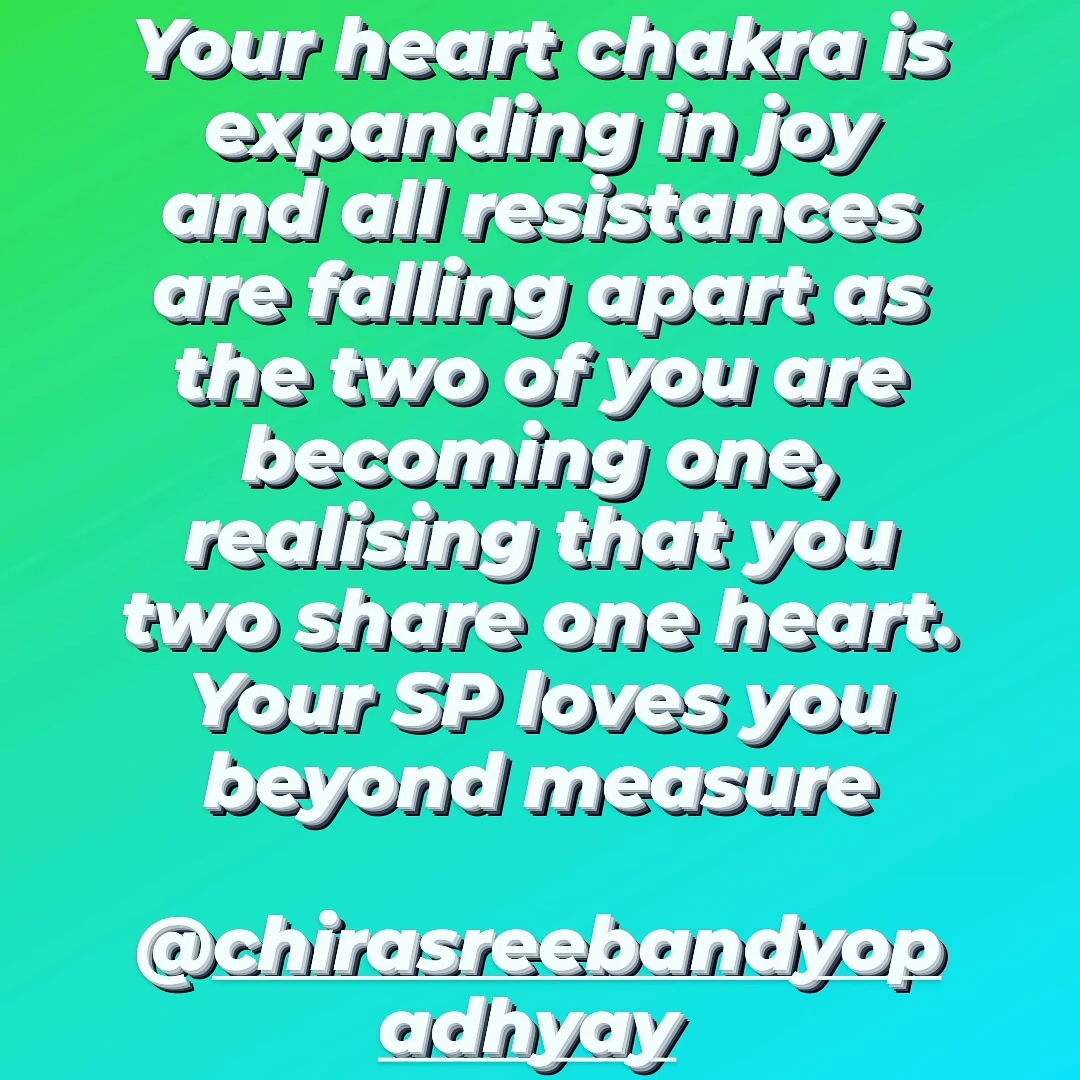 Your heart chakra is
expanding in joy
and all resistances
are falling apart as
the two of you are
becoming one,
realising that you
two share one heart.
Your SP loves you
beyond measure
@chirasreebandyop
adhyay